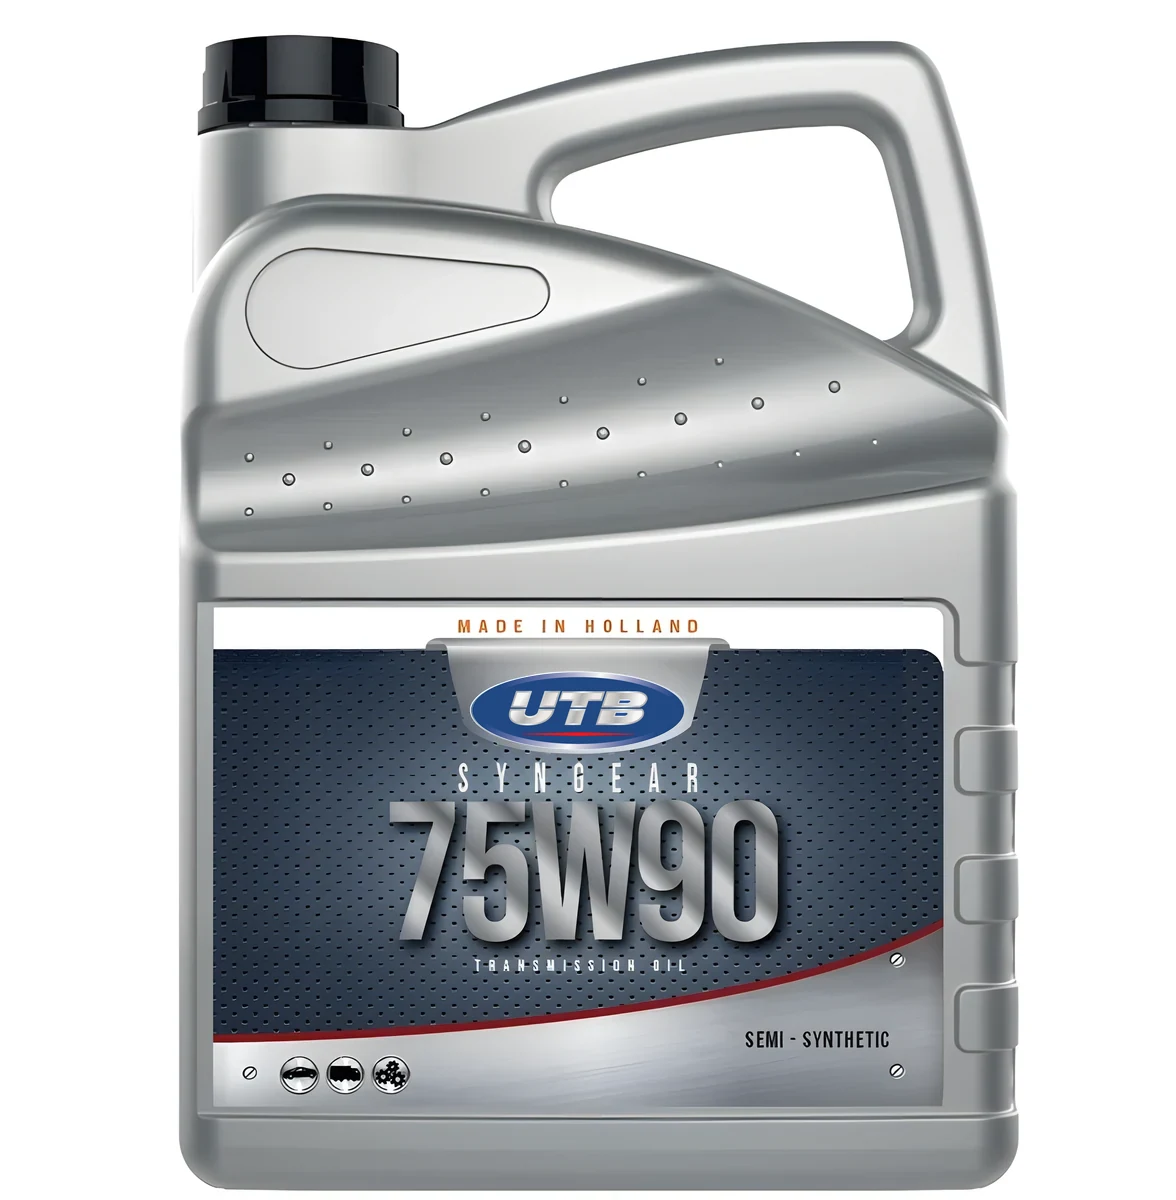 MADE IN HOLLAND
UTB
SYNGEAR
75W90
TRANSMISSION OIL
SEMI - SYNTHETIC